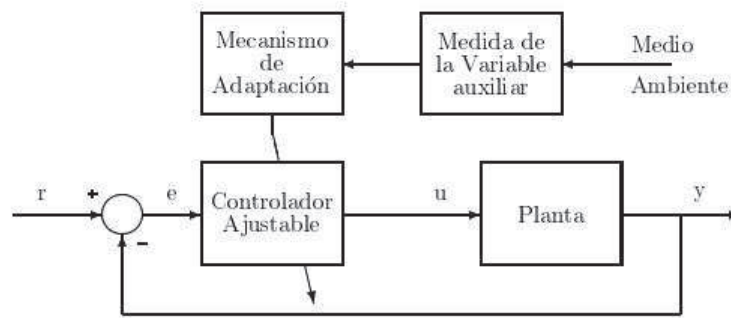 Mecanismo
de
Adaptación
Medida de
la Variable
auxiliar
Medio
Ambiente
r
+
-
e
Controlador
Ajustable
u
Planta
y